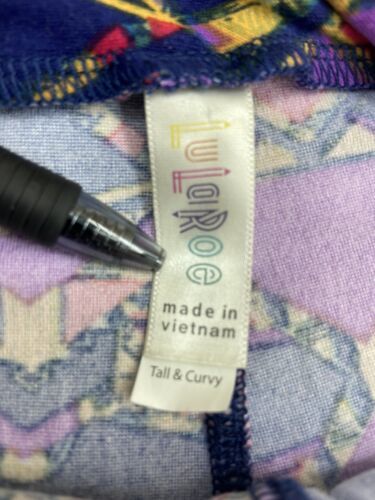 LuLaRoe
made in
vietnam
Tall & Curvy